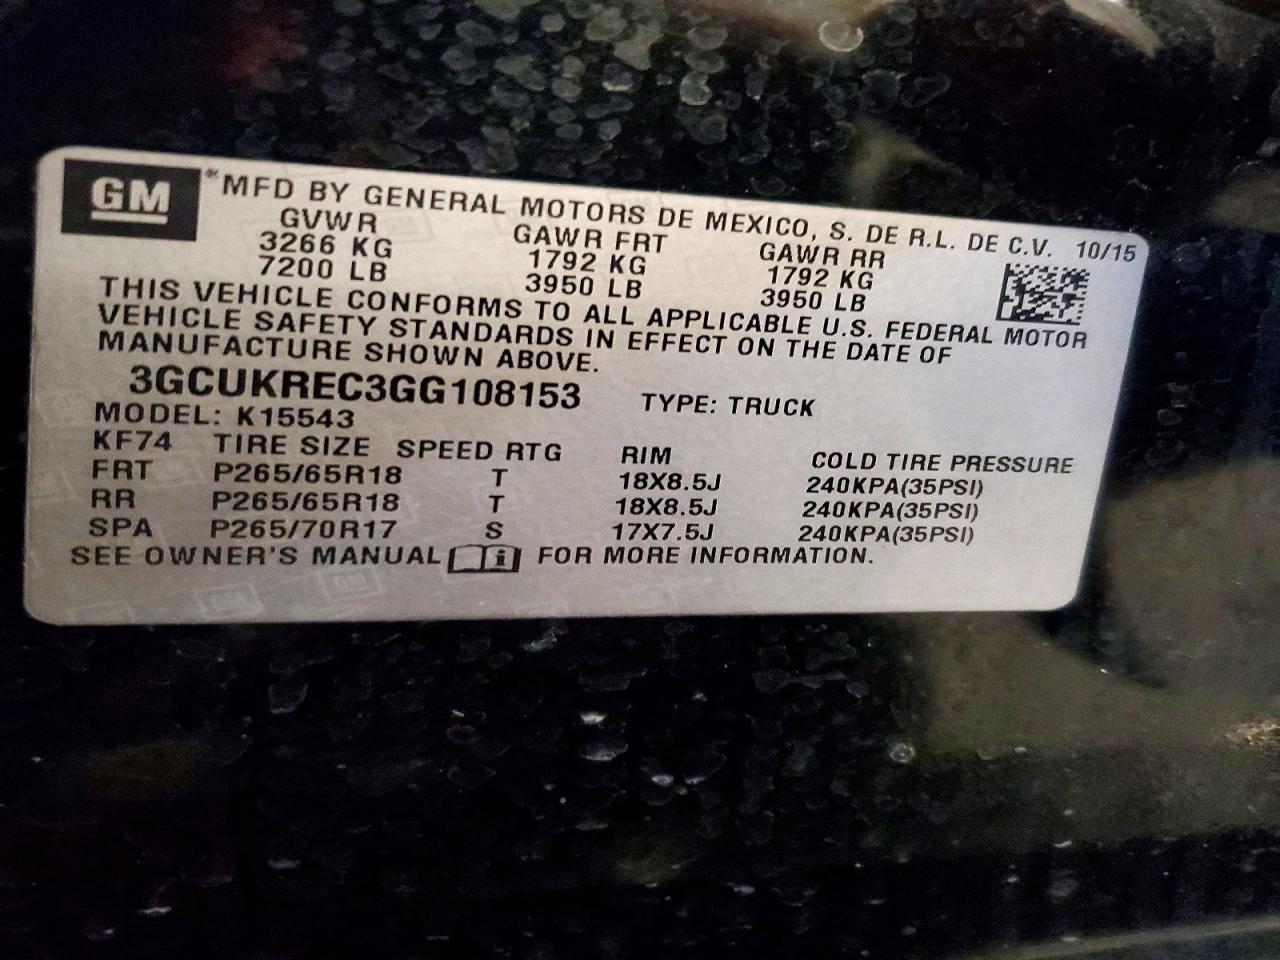 GM MFD BY GENERAL MOTORS DE MEXICO, S. DE R.L. DE C.V. 10/15
GVWR GAWR FRT GAWR RR
3266 KG 1792 KG 1792 KG
7200 LB 3950 LB 3950 LB
THIS VEHICLE CONFORMS TO ALL APPLICABLE U.S. FEDERAL MOTOR
VEHICLE SAFETY STANDARDS IN EFFECT ON THE DATE OF
MANUFACTURE SHOWN ABOVE.
3GCUKREC3GG108153 TYPE: TRUCK
MODEL: K15543
KF74 TIRE SIZE SPEED RTG RIM COLD TIRE PRESSURE
FRT P265/65R18 T 18X8.5J 240KPA(35PSI)
RR P265/65R18 T 18X8.5J 240KPA(35PSI)
SPA P265/70R17 S 17X7.5J 240KPA(35PSI)
SEE OWNER'S MANUAL i FOR MORE INFORMATION.